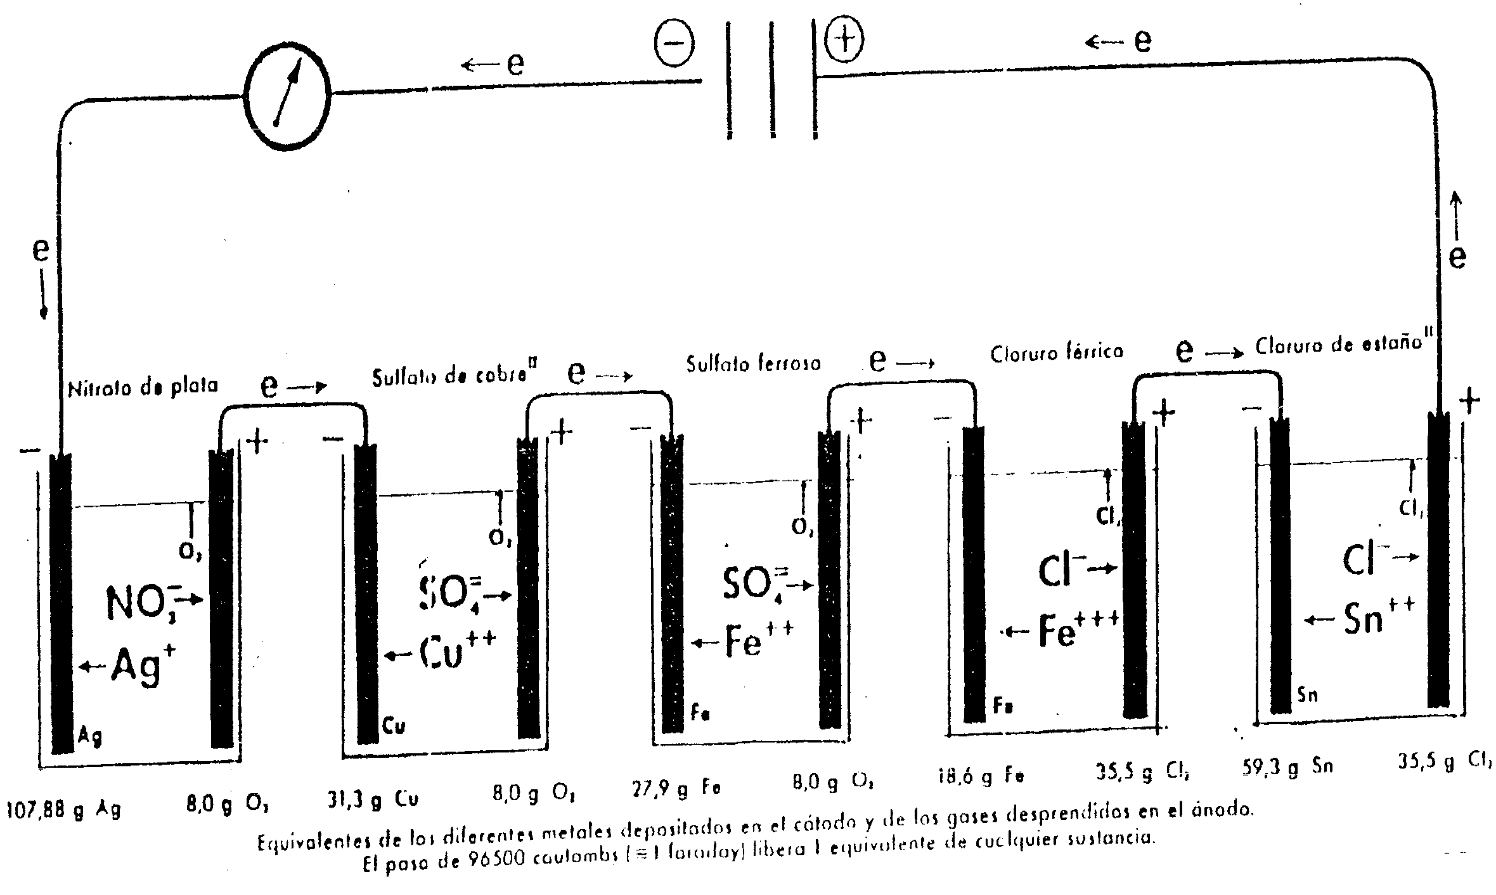 − +
← e ← e
e e
Nitrato de plata e → Sulfato de cobreᴵᴵ e → Sulfato ferroso e → Cloruro férrico e → Cloruro de estañoᴵᴵ
− + − + − + − + − +
O₂ O₂ O₂ Cl₂ Cl₂
NO₃⁻ → SO₄⁼ → SO₄⁼ → Cl⁻ → Cl⁻ →
← Ag⁺ ← Cu⁺⁺ ← Fe⁺⁺ ← Fe⁺⁺⁺ ← Sn⁺⁺
Ag Cu Fe Fe Sn
107,88 g Ag 8,0 g O₂ 31,3 g Cu 8,0 g O₂ 27,9 g Fe 8,0 g O₂ 18,6 g Fe 35,5 g Cl₂ 59,3 g Sn 35,5 g Cl₂
Equivalentes de los diferentes metales depositados en el cátodo y de los gases desprendidos en el ánodo.
El paso de 96500 coulombs (≡ 1 faraday) libera 1 equivalente de cualquier sustancia.